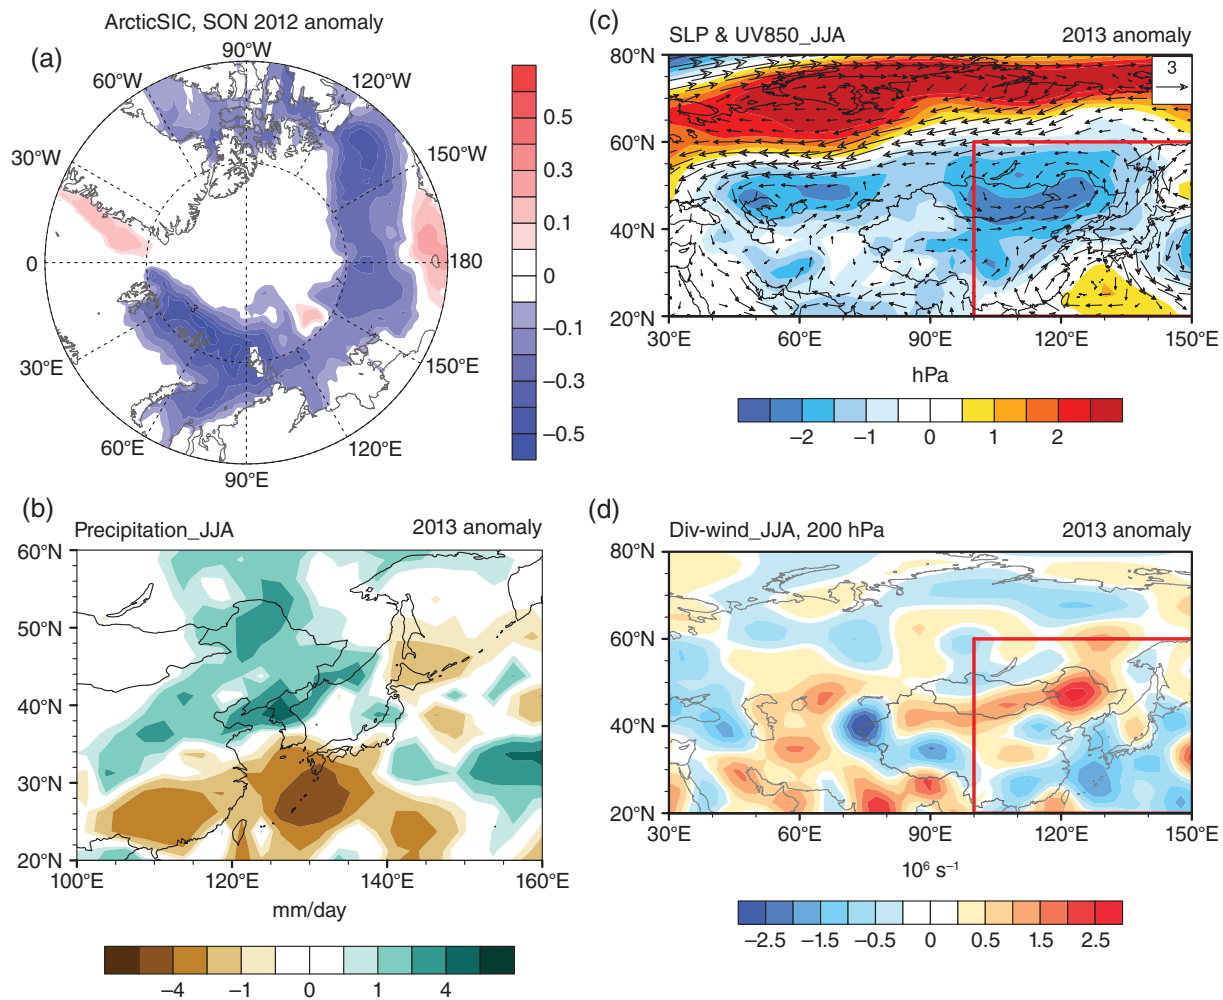 ArcticSIC, SON 2012 anomaly
(a)
90°W
60°W
120°W
30°W
150°W
0
180
30°E
150°E
60°E
120°E
90°E
0.5
0.3
0.1
0
−0.1
−0.3
−0.5
(c)
SLP & UV850_JJA
2013 anomaly
3
80°N
60°N
40°N
20°N
30°E
60°E
90°E
120°E
150°E
hPa
−2
−1
0
1
2
(b)
Precipitation_JJA
2013 anomaly
60°N
50°N
40°N
30°N
20°N
100°E
120°E
140°E
160°E
mm/day
−4
−1
0
1
4
(d)
Div-wind_JJA, 200 hPa
2013 anomaly
80°N
60°N
40°N
20°N
30°E
60°E
90°E
120°E
150°E
10⁶ s⁻¹
−2.5
−1.5
−0.5
0
0.5
1.5
2.5